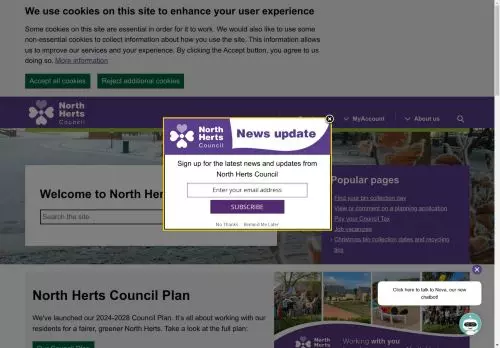 We use cookies on this site to enhance your user experience
Some cookies on this site are essential in order for it to work. We would also like to use some
non-essential cookies to collect information about how you use the site. This information
allows us to improve our services and your experience. By clicking the Accept button, you agree to us
doing so. More information
Accept all cookies
Reject additional cookies
North
Herts
Council
MyAccount
About us
North
Herts
Council
News update
Sign up for the latest news and updates from
North Herts Council
Enter your email address
SUBSCRIBE
No Thanks
Remind Me Later
Welcome to North Her
Search the site
Popular pages
Find your bin collection day
View or comment on a planning application
Pay your Council Tax
Job vacancies
Christmas bin collection dates and recycling
tips
North Herts Council Plan
We've launched our 2024-2028 Council Plan. It's all about working with our
residents for a fairer, greener North Herts. Take a look at the full plan:
Our Council Plan
North
Herts
Council
Working with you
Click here to talk to Nova, our new
chatbot!